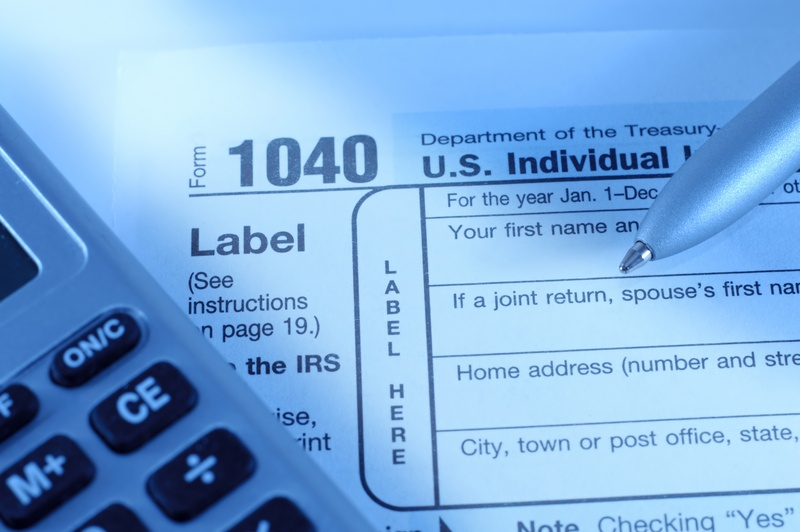 Form 1040
Department of the Treasury–
U.S. Individual
For the year Jan. 1–Dec
Label
(See
instructions
on page 19.)
the IRS
ise,
rint
LABEL HERE
Your first name an
If a joint return, spouse's first nam
Home address (number and stre
City, town or post office, state,
Note. Checking "Yes"
ON/C
CE
F
M+
÷